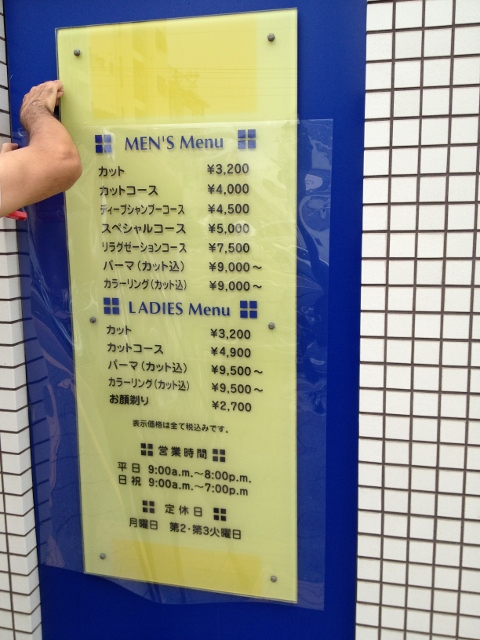 MEN'S Menu
カット ¥3,200
カットコース ¥4,000
ディープシャンプーコース ¥4,500
スペシャルコース ¥5,000
リラグゼーションコース ¥7,500
パーマ（カット込） ¥9,000～
カラーリング（カット込） ¥9,000～
LADIES Menu
カット ¥3,200
カットコース ¥4,900
パーマ（カット込） ¥9,500～
カラーリング（カット込） ¥9,500～
お顔剃り ¥2,700
表示価格は全て税込みです。
営業時間
平日 9:00a.m.～8:00p.m.
日祝 9:00a.m.～7:00p.m
定休日
月曜日 第2・第3火曜日